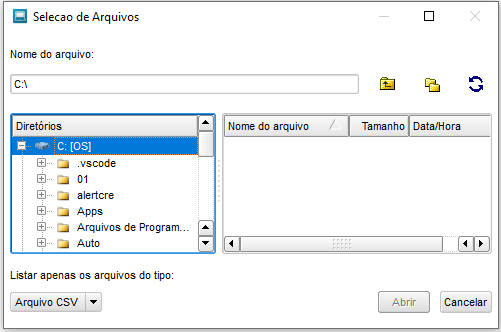 Selecao de Arquivos
Nome do arquivo:
C:\
Diretórios
C: [OS]
.vscode
01
alertcre
Apps
Arquivos de Program...
Auto
Nome do arquivo Tamanho Data/Hora
Listar apenas os arquivos do tipo:
Arquivo CSV Abrir Cancelar